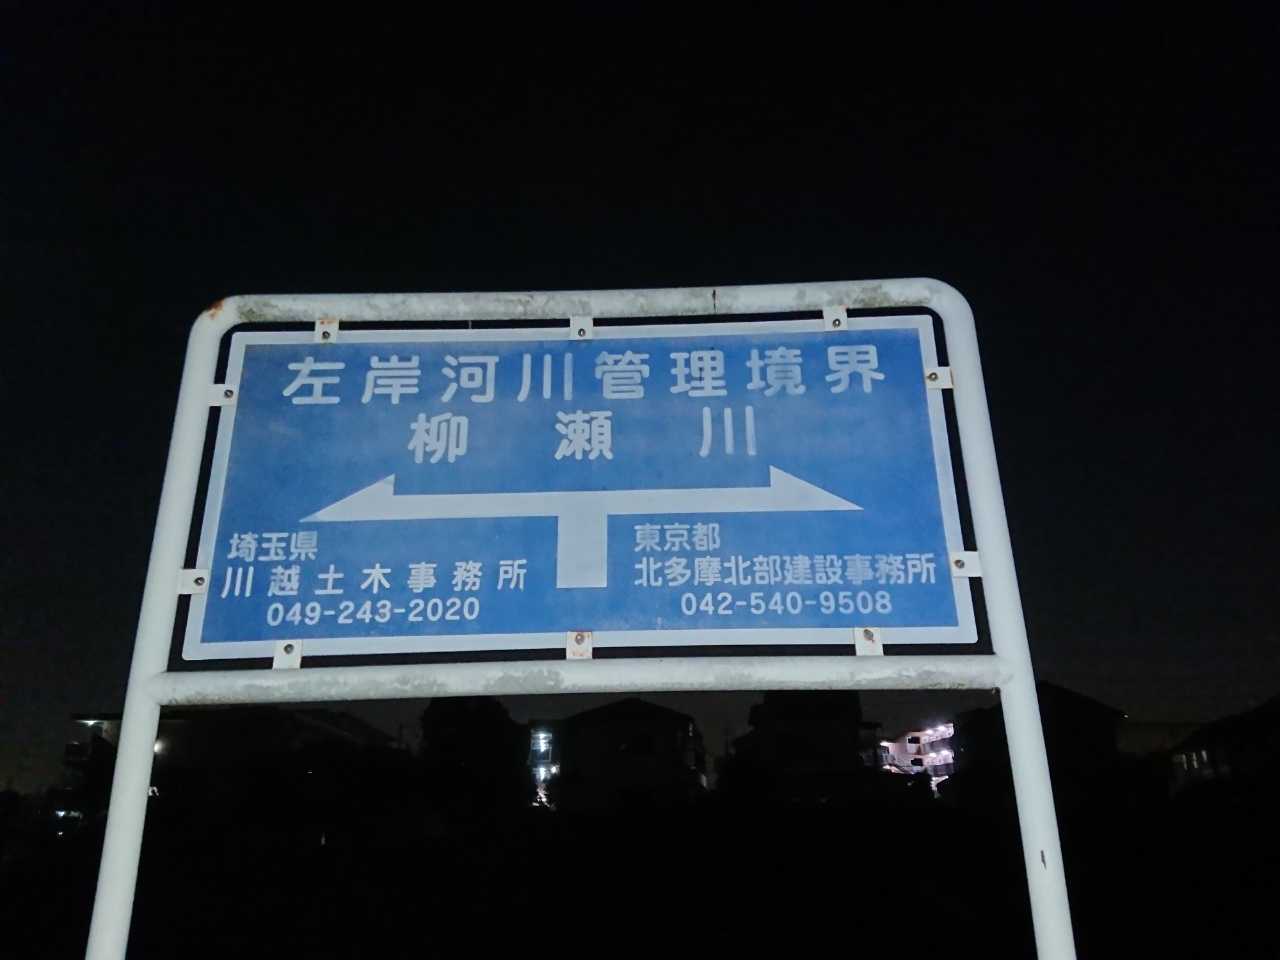 左岸河川管理境界
柳瀬川
埼玉県
川越土木事務所
049-243-2020
東京都
北多摩北部建設事務所
042-540-9508